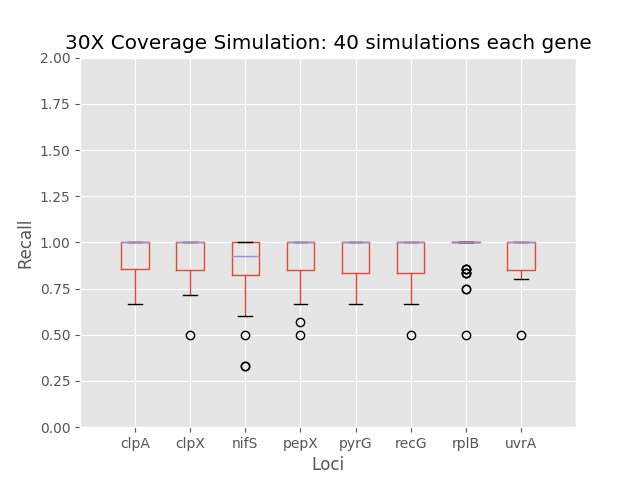 30X Coverage Simulation: 40 simulations each gene
2.00
1.75
1.50
1.25
1.00
0.75
0.50
0.25
0.00
Recall
clpA clpX nifS pepX pyrG recG rplB uvrA
Loci